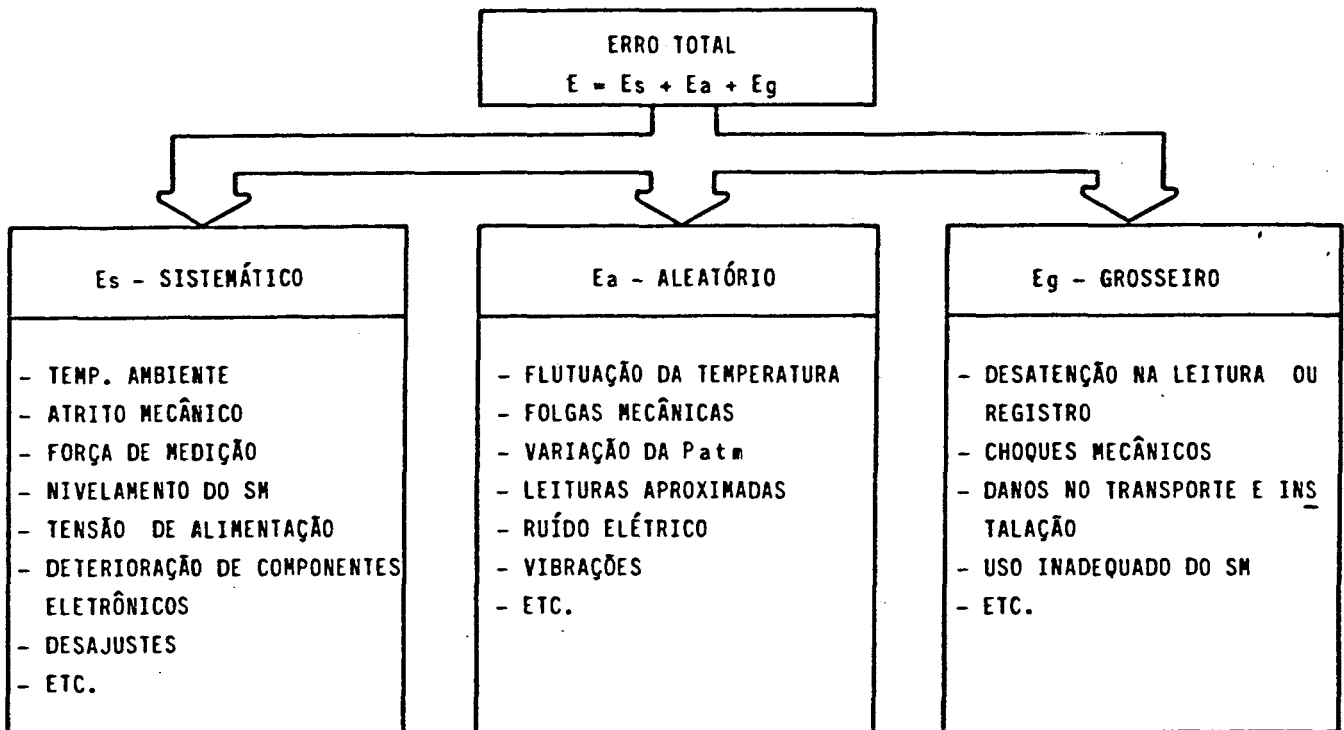 ERRO TOTAL
E = Es + Ea + Eg
Es - SISTEMÁTICO
- TEMP. AMBIENTE
- ATRITO MECÂNICO
- FORÇA DE MEDIÇÃO
- NIVELAMENTO DO SM
- TENSÃO DE ALIMENTAÇÃO
- DETERIORAÇÃO DE COMPONENTES
ELETRÔNICOS
- DESAJUSTES
- ETC.
Ea - ALEATÓRIO
- FLUTUAÇÃO DA TEMPERATURA
- FOLGAS MECÂNICAS
- VARIAÇÃO DA Patm
- LEITURAS APROXIMADAS
- RUÍDO ELÉTRICO
- VIBRAÇÕES
- ETC.
Eg - GROSSEIRO
- DESATENÇÃO NA LEITURA OU
REGISTRO
- CHOQUES MECÂNICOS
- DANOS NO TRANSPORTE E INS
TALAÇÃO
- USO INADEQUADO DO SM
- ETC.